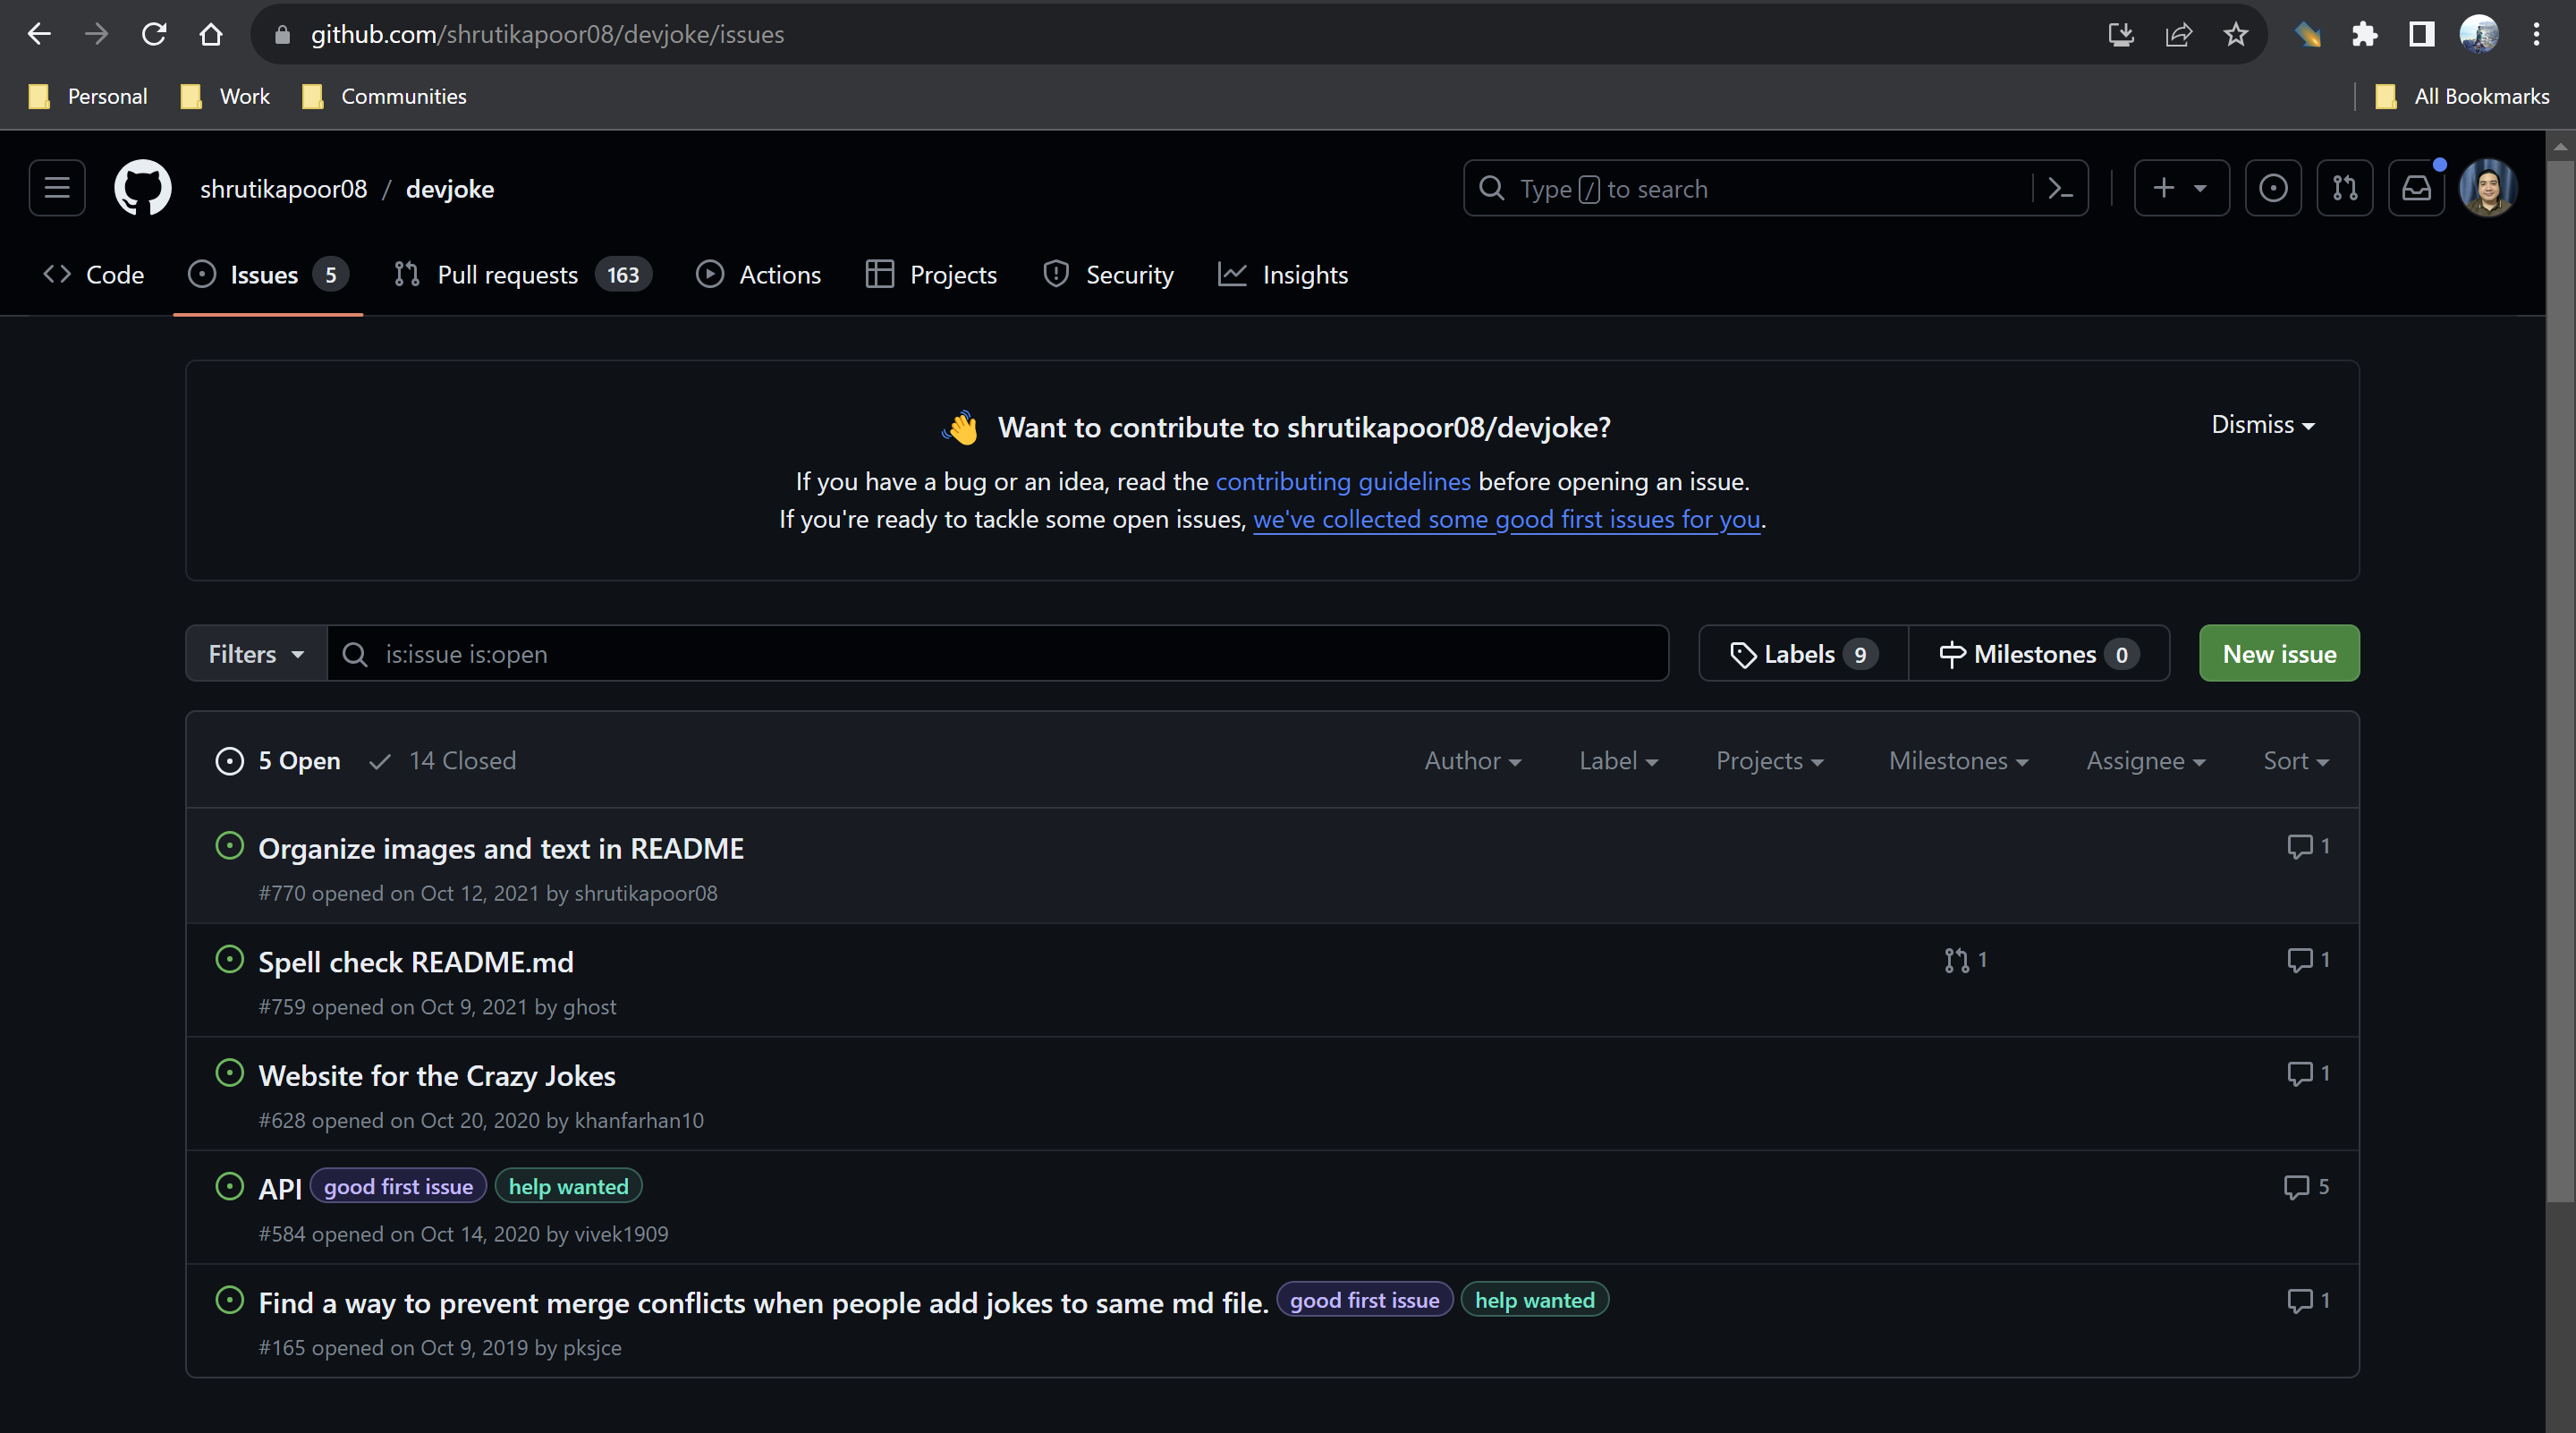 github.com/shrutikapoor08/devjoke/issues
Personal Work Communities All Bookmarks
shrutikapoor08 / devjoke Type / to search
Code Issues 5 Pull requests 163 Actions Projects Security Insights
👋 Want to contribute to shrutikapoor08/devjoke? Dismiss
If you have a bug or an idea, read the contributing guidelines before opening an issue.
If you're ready to tackle some open issues, we've collected some good first issues for you.
Filters is:issue is:open Labels 9 Milestones 0 New issue
5 Open 14 Closed Author Label Projects Milestones Assignee Sort
Organize images and text in README 1
#770 opened on Oct 12, 2021 by shrutikapoor08
Spell check README.md 1 1
#759 opened on Oct 9, 2021 by ghost
Website for the Crazy Jokes 1
#628 opened on Oct 20, 2020 by khanfarhan10
API good first issue help wanted 5
#584 opened on Oct 14, 2020 by vivek1909
Find a way to prevent merge conflicts when people add jokes to same md file. good first issue help wanted 1
#165 opened on Oct 9, 2019 by pksjce